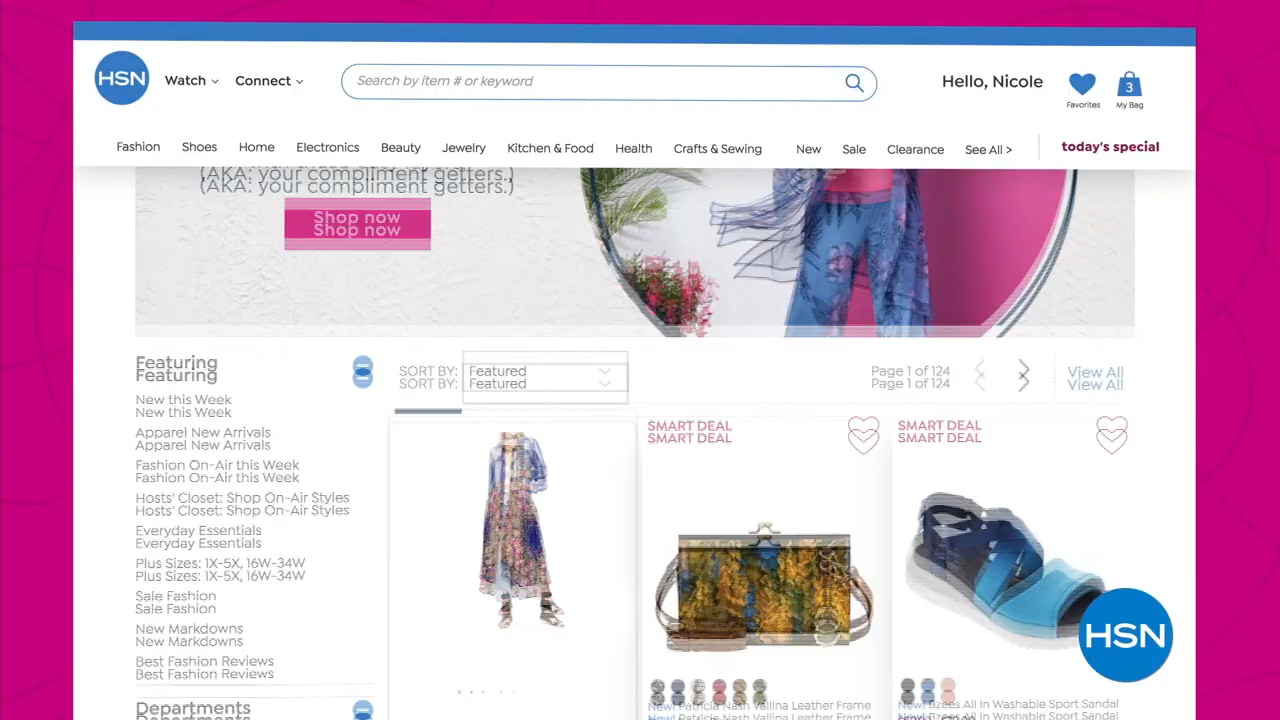 HSN
Watch
Connect
Search by item # or keyword
Hello, Nicole
Favorites
3
My Bag
Fashion
Shoes
Home
Electronics
Beauty
Jewelry
Kitchen & Food
Health
Crafts & Sewing
New
Sale
Clearance
See All >
today's special
(AKA: your compliment getters.)
Shop now
Featuring
SORT BY:
Featured
Page 1 of 124
View All
New this Week
Apparel New Arrivals
Fashion On-Air this Week
Hosts' Closet: Shop On-Air Styles
Everyday Essentials
Plus Sizes: 1X-5X, 16W-34W
Sale Fashion
New Markdowns
Best Fashion Reviews
Departments
SMART DEAL
SMART DEAL
New! Patricia Nash Vallina Leather Frame
New! Bzees All In Washable Sport Sandal
HSN